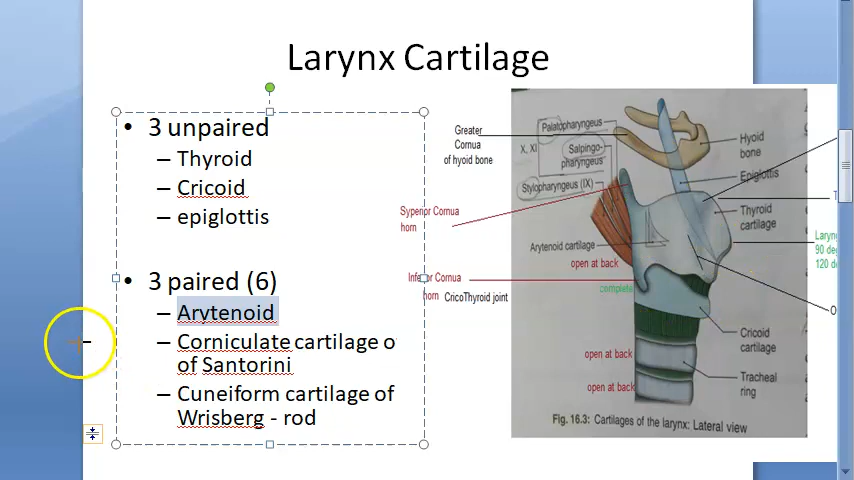 Larynx Cartilage
• 3 unpaired
– Thyroid
– Cricoid
– epiglottis
• 3 paired (6)
– Arytenoid
– Corniculate cartilage o
of Santorini
– Cuneiform cartilage of
Wrisberg - rod
Greater
Cornua
of hyoid bone
X, XI
Palatopharyngeus
Salpingo-
pharyngeus
Stylopharyngeus (IX)
Syperior Cornua
horn
Arytenoid cartilage
open at back
Inferior Cornua
horn
CricoThyroid joint
complete
open at back
open at back
Hyoid
bone
Epiglottis
Thyroid
cartilage
Laryng
90 deg
120 d
Cricoid
cartilage
Tracheal
ring
Fig. 16.3: Cartilages of the larynx: Lateral view